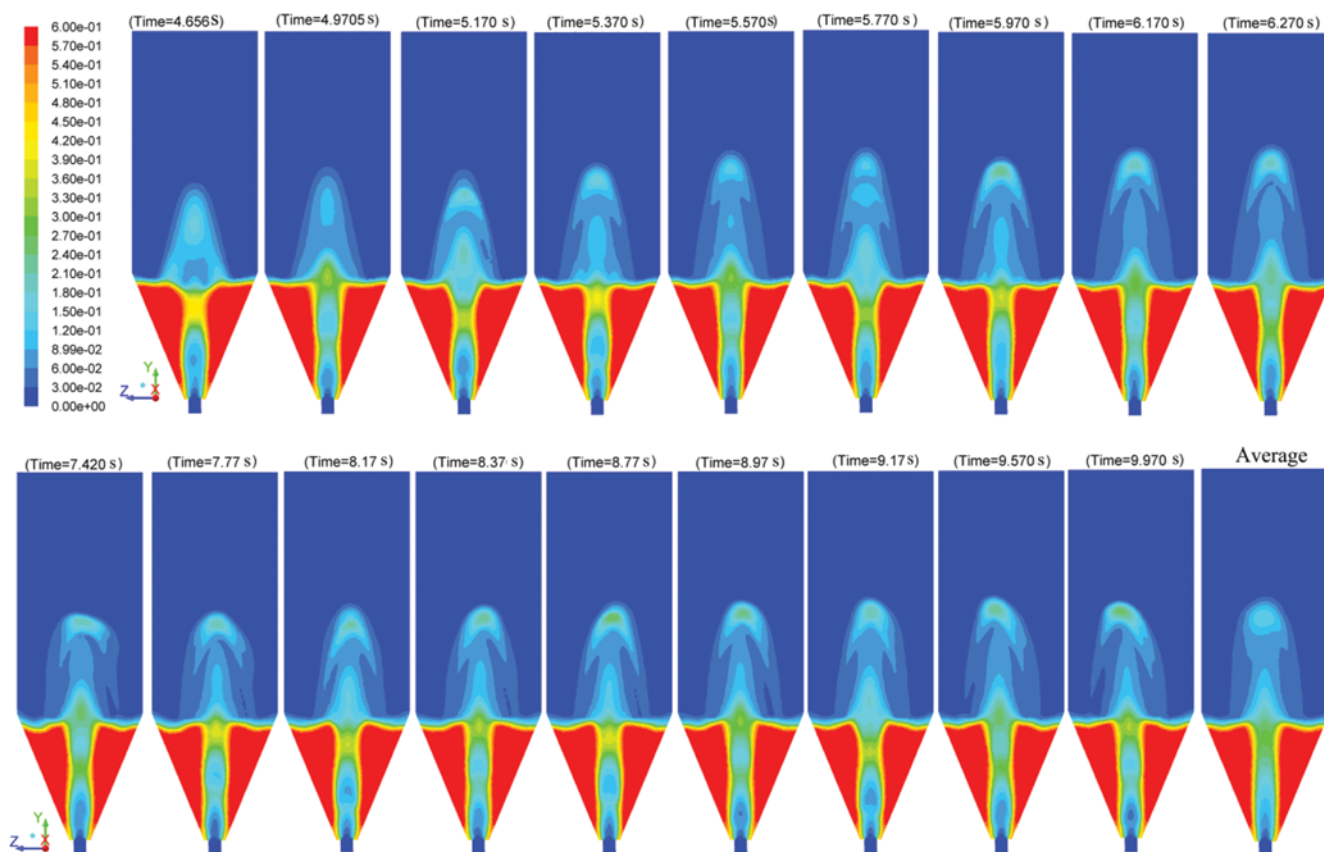 (Time=4.656S) (Time=4.9705 s) (Time=5.170 s) (Time=5.370 s) (Time=5.570 s) (Time=5.770 s) (Time=5.970 s) (Time=6.170 s) (Time=6.270 s)
6.00e-01
5.70e-01
5.40e-01
5.10e-01
4.80e-01
4.50e-01
4.20e-01
3.90e-01
3.60e-01
3.30e-01
3.00e-01
2.70e-01
2.40e-01
2.10e-01
1.80e-01
1.50e-01
1.20e-01
8.99e-02
6.00e-02
3.00e-02
0.00e+00
Y
Z X
(Time=7.420 s) (Time=7.77 s) (Time=8.17 s) (Time=8.37 s) (Time=8.77 s) (Time=8.97 s) (Time=9.17 s) (Time=9.570 s) (Time=9.970 s) Average
Y
Z X